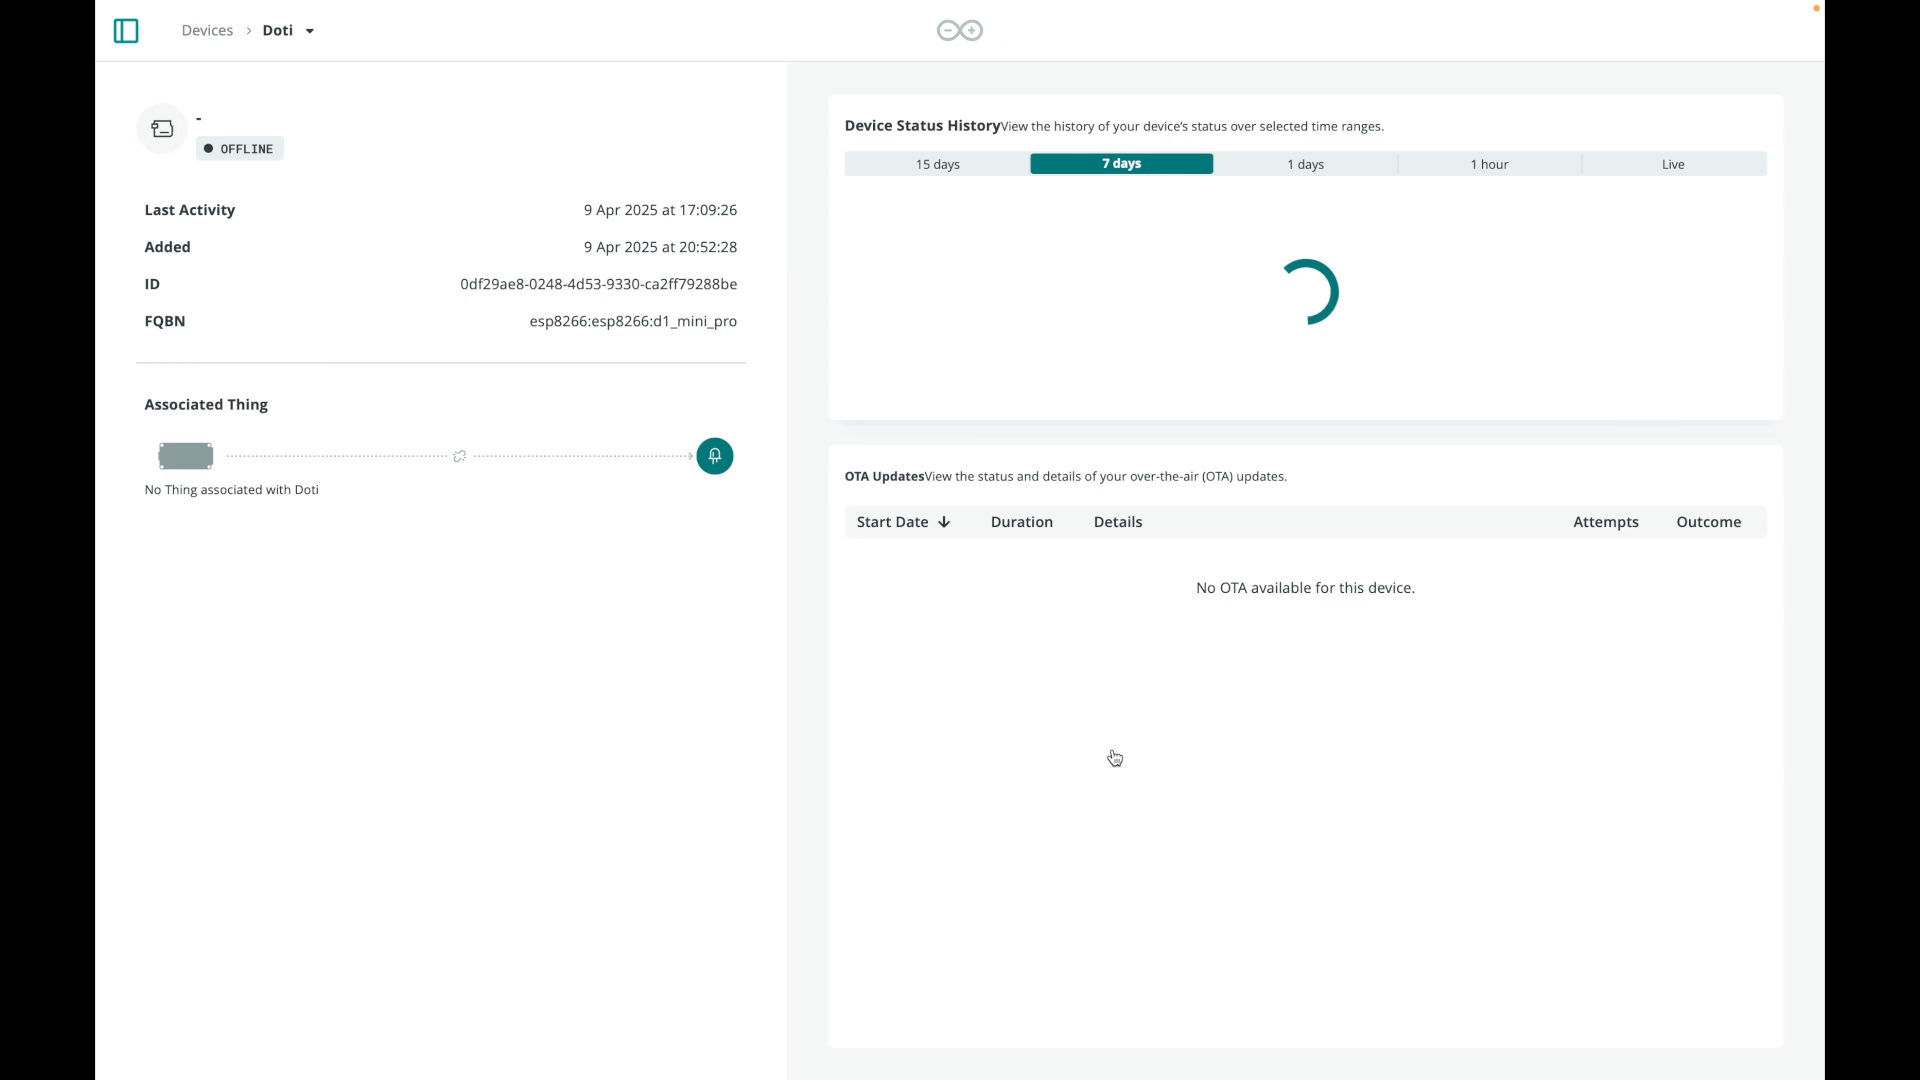 Devices > Doti
-
OFFLINE
Last Activity 9 Apr 2025 at 17:09:26
Added 9 Apr 2025 at 20:52:28
ID 0df29ae8-0248-4d53-9330-ca2ff79288be
FQBN esp8266:esp8266:d1_mini_pro
Associated Thing
No Thing associated with Doti
Device Status History View the history of your device's status over selected time ranges.
15 days 7 days 1 days 1 hour Live
OTA Updates View the status and details of your over-the-air (OTA) updates.
Start Date ↓ Duration Details Attempts Outcome
No OTA available for this device.